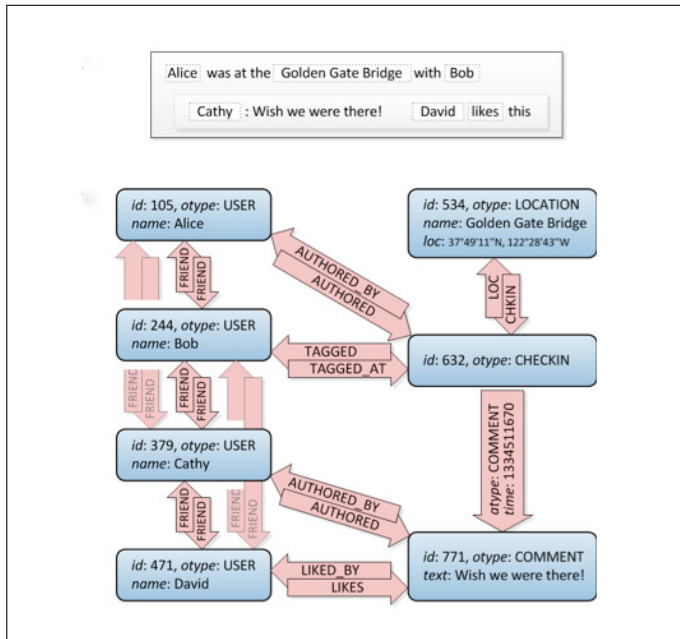 Alice was at the Golden Gate Bridge with Bob
Cathy : Wish we were there! David likes this
id: 105, otype: USER
name: Alice
id: 534, otype: LOCATION
name: Golden Gate Bridge
loc: 37°49'11"N, 122°28'43"W
FRIEND
FRIEND
AUTHORED_BY
AUTHORED
LOC
CHKIN
id: 244, otype: USER
name: Bob
TAGGED
TAGGED_AT
id: 632, otype: CHECKIN
FRIEND
FRIEND
FRIEND
FRIEND
otype: COMMENT
time: 1334511670
id: 379, otype: USER
name: Cathy
AUTHORED_BY
AUTHORED
FRIEND
FRIEND
FRIEND
FRIEND
id: 471, otype: USER
name: David
LIKED_BY
LIKES
id: 771, otype: COMMENT
text: Wish we were there!